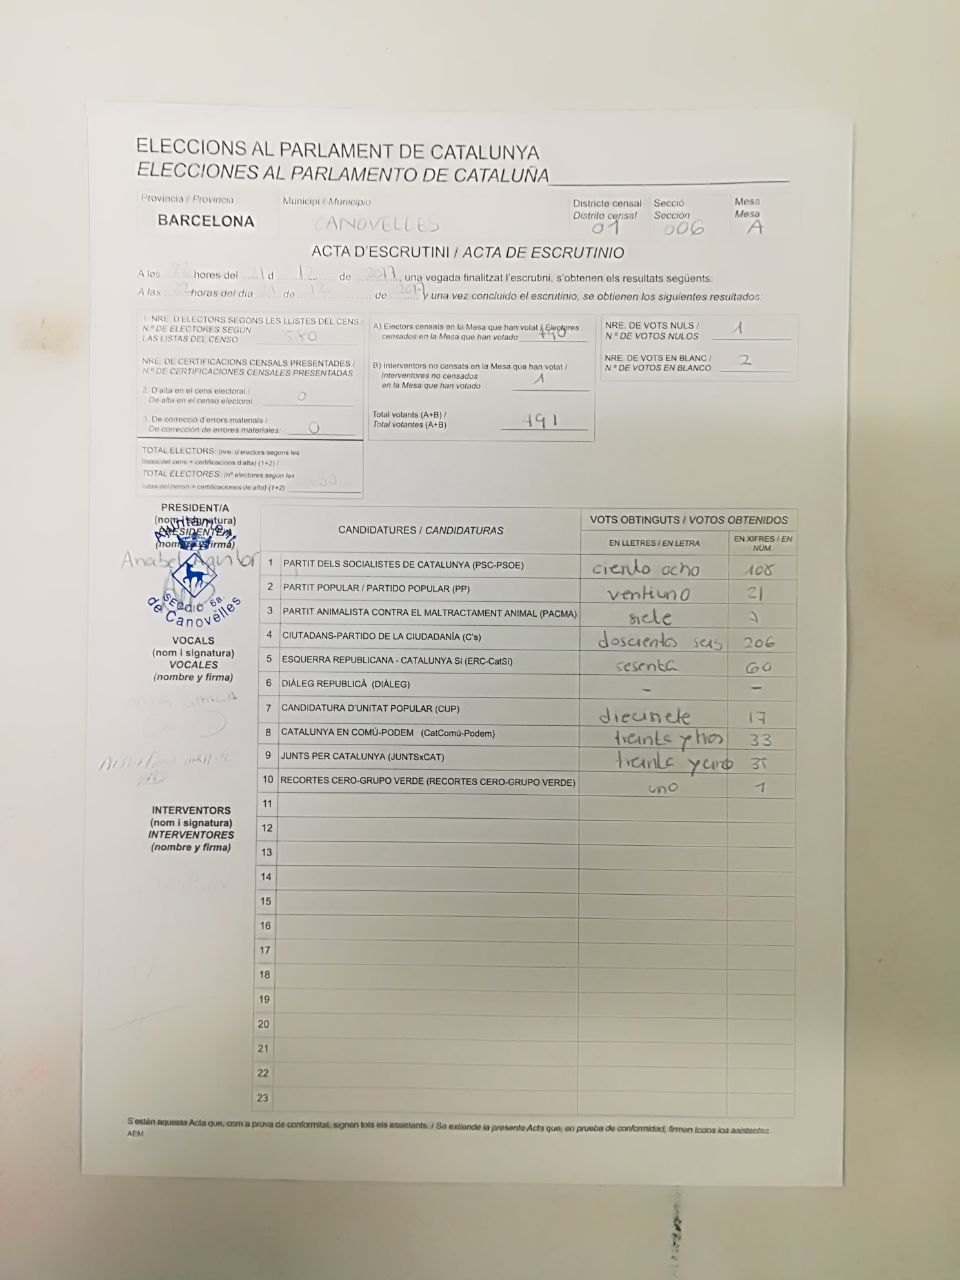 ELECCIONS AL PARLAMENT DE CATALUNYA
ELECCIONES AL PARLAMENTO DE CATALUÑA
Provincia / Provincia
BARCELONA
Municipi / Municipio
CANOVELLES
Districte censal
Distrito censal
01
Secció
Sección
006
Mesa
Mesa
A
ACTA D'ESCRUTINI / ACTA DE ESCRUTINIO
A les hores del d 12 de 2017, una vegada finalitzat l'escrutini, s'obtenen els resultats següents:
A las horas del día de 12 de 2017 y una vez concluido el escrutinio, se obtienen los siguientes resultados:
1. NRE. D'ELECTORS SEGONS LES LLISTES DEL CENS /
N.º DE ELECTORES SEGÚN
LAS LISTAS DEL CENSO
NRE. DE CERTIFICACIONS CENSALS PRESENTADES /
N.º DE CERTIFICACIONES CENSALES PRESENTADAS
2. D'alta en el cens electoral /
De alta en el censo electoral: 0
3. De correcció d'errors materials /
De corrección de errores materiales: 0
TOTAL ELECTORS: (nre. d'electors segons les
llistes del cens + certificacions d'alta) (1+2) /
TOTAL ELECTORES: (nº electores según las
listas del censo + certificaciones de alta) (1+2)
A) Electors censats en la Mesa que han votat / Electores
censados en la Mesa que han votado 490
B) Interventors no censats en la Mesa que han votat /
Interventores no censados
en la Mesa que han votado 1
Total votants (A+B) /
Total votantes (A+B) 491
NRE. DE VOTS NULS /
N.º DE VOTOS NULOS 1
NRE. DE VOTS EN BLANC /
N.º DE VOTOS EN BLANCO 2
PRESIDENT/A
(nom i signatura)
PRESIDENTE/A
(nombre y firma)
Anabel Aguilar
Ajuntament
SECCIÓ 6a.
de Canovelles
VOCALS
(nom i signatura)
VOCALES
(nombre y firma)
INTERVENTORS
(nom i signatura)
INTERVENTORES
(nombre y firma)
CANDIDATURES / CANDIDATURAS
VOTS OBTINGUTS / VOTOS OBTENIDOS
EN LLETRES / EN LETRA
EN XIFRES / EN NÚM.
1 PARTIT DELS SOCIALISTES DE CATALUNYA (PSC-PSOE) ciento ocho 108
2 PARTIT POPULAR / PARTIDO POPULAR (PP) ventiuno 21
3 PARTIT ANIMALISTA CONTRA EL MALTRACTAMENT ANIMAL (PACMA) siete 7
4 CIUTADANS-PARTIDO DE LA CIUDADANÍA (C's) doscientos seis 206
5 ESQUERRA REPUBLICANA - CATALUNYA SÍ (ERC-CatSí) sesenta 60
6 DIÀLEG REPUBLICÀ (DIÀLEG) - -
7 CANDIDATURA D'UNITAT POPULAR (CUP) diecisiete 17
8 CATALUNYA EN COMÚ-PODEM (CatComú-Podem) treinta y tres 33
9 JUNTS PER CATALUNYA (JUNTSxCAT) treinta y cinco 35
10 RECORTES CERO-GRUPO VERDE (RECORTES CERO-GRUPO VERDE) uno 1
11
12
13
14
15
16
17
18
19
20
21
22
23
S'estén aquesta Acta que, com a prova de conformitat, signen tots els assistents. / Se extiende la presente Acta que, en prueba de conformidad, firman todos los asistentes.
AEM